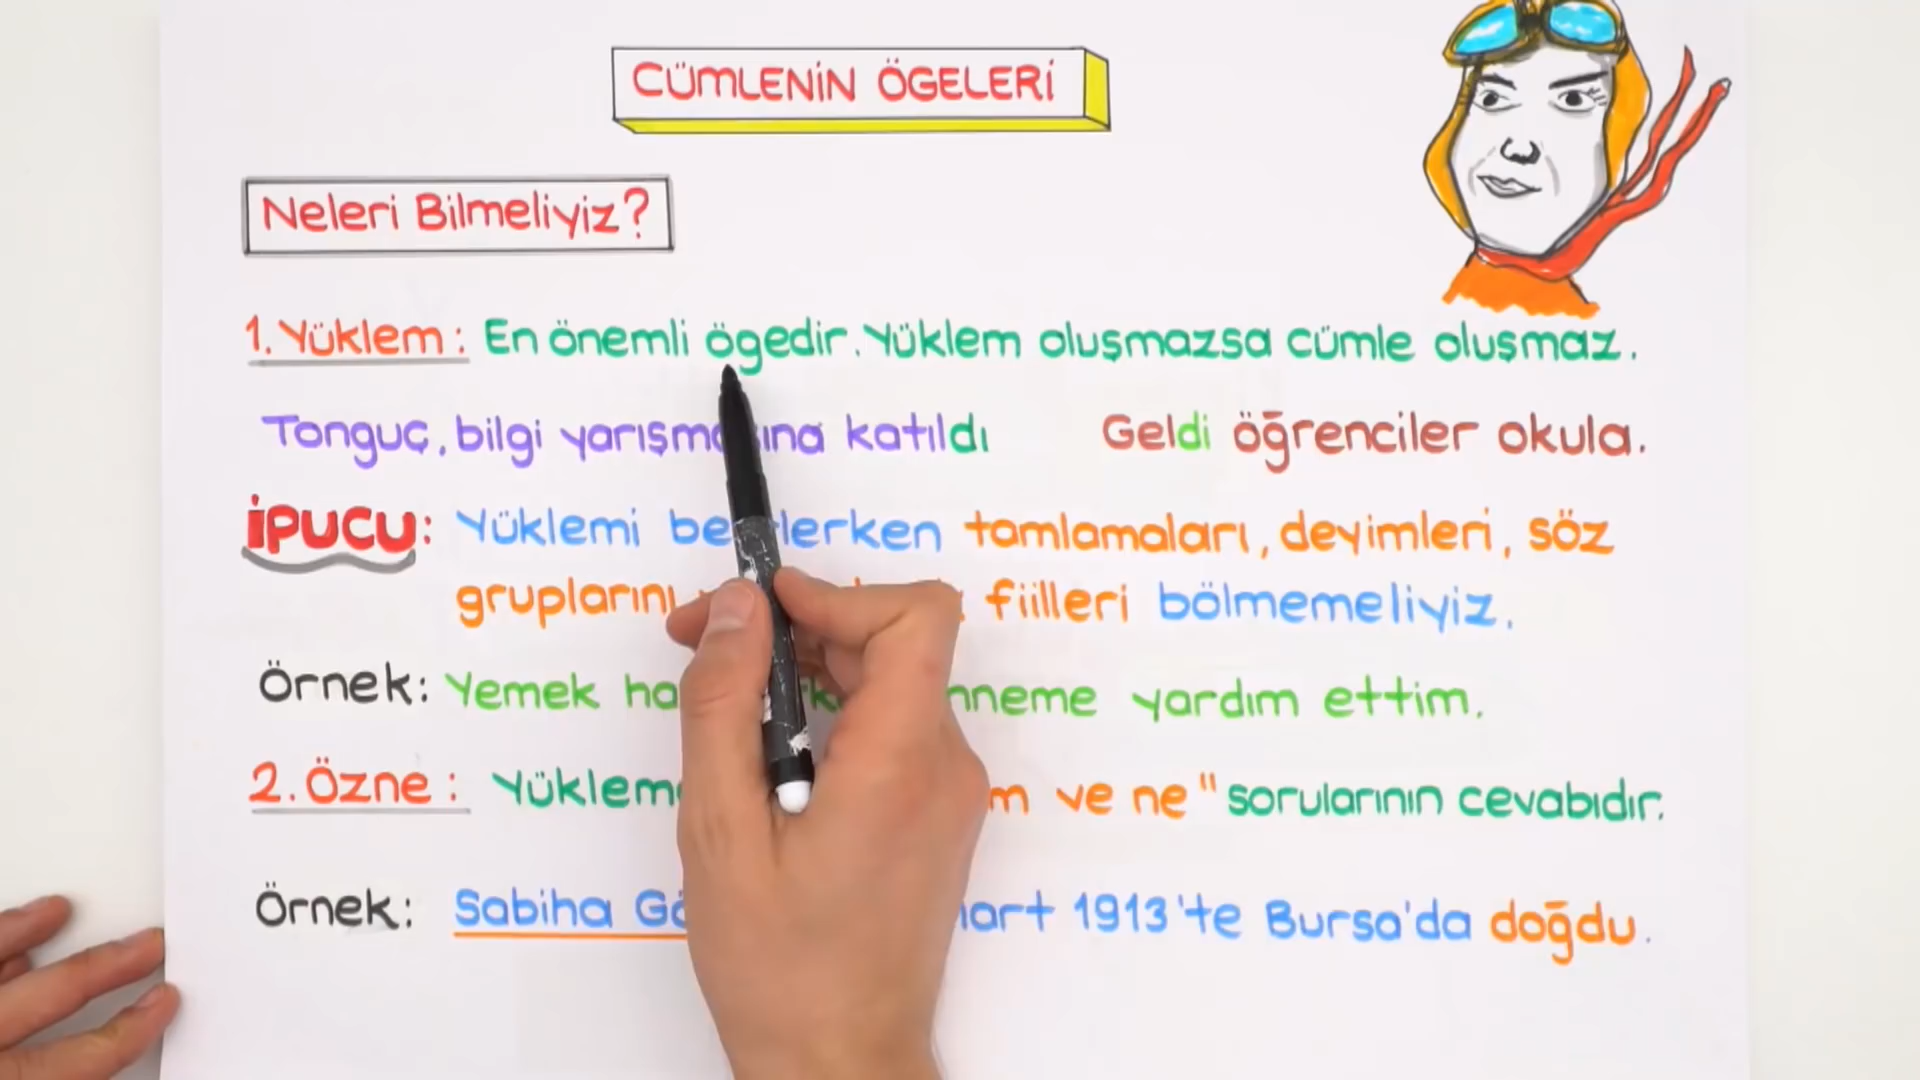 CÜMLENİN ÖGELERİ
Neleri Bilmeliyiz?
1. Yüklem: En önemli ögedir. Yüklem oluşmazsa cümle oluşmaz.
Tonguç, bilgi katıldı Geldi öğrenciler okula.
İPUCU: Yüklemi tamlamaları, deyimleri, söz
gruplarını fiilleri bölmemeliyiz.
Örnek: Yemek yardım ettim.
2. Özne: ve ne" sorularının cevabıdır.
Örnek: Sabiha 1913'te Bursa'da doğdu.